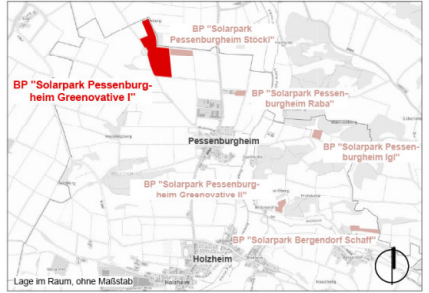 BP "Solarpark
Pessenburgheim Stöckl"
BP "Solarpark Pessenburg-
heim Greenovative I"
BP "Solarpark Pessen-
burgheim Raba"
Pessenburgheim
BP "Solarpark Pessen-
burgheim Igl"
BP "Solarpark Pessenburg-
heim Greenovative II"
BP "Solarpark Bergendorf Schaff"
Holzheim
Lage im Raum, ohne Maßstab